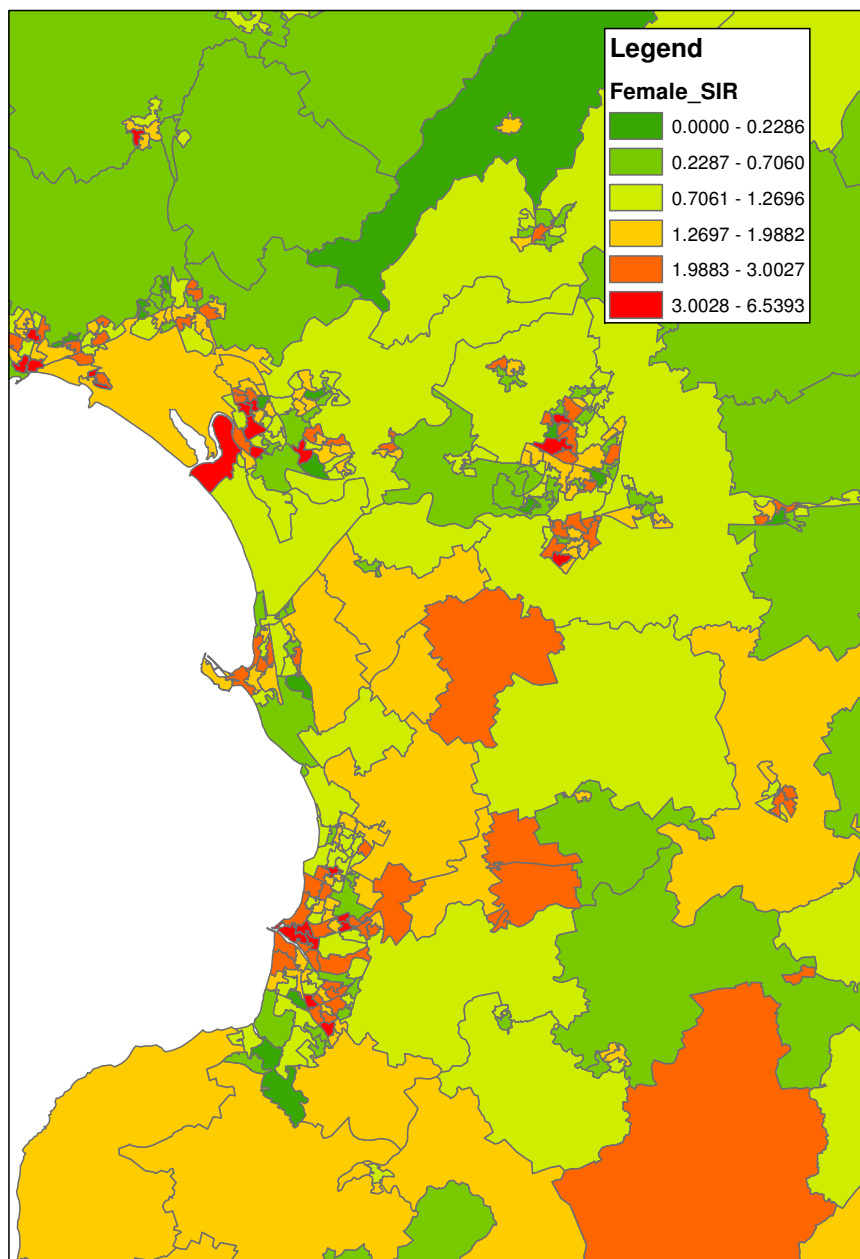 Legend
Female_SIR
0.0000 - 0.2286
0.2287 - 0.7060
0.7061 - 1.2696
1.2697 - 1.9882
1.9883 - 3.0027
3.0028 - 6.5393